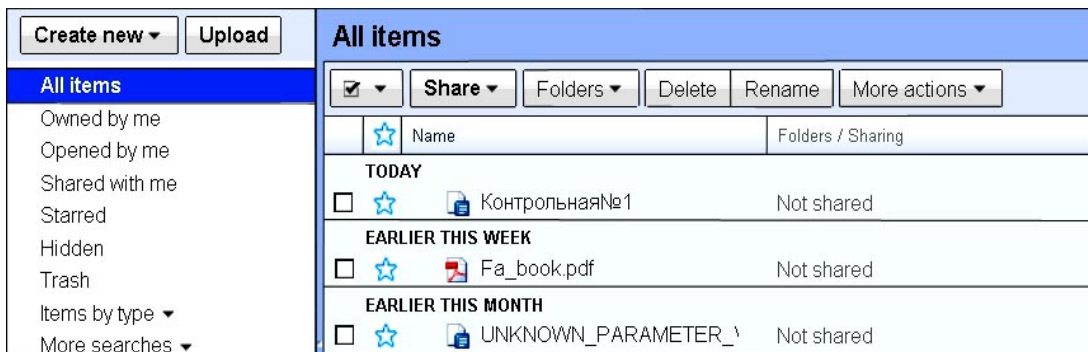 Create new Upload
All items
Owned by me
Opened by me
Shared with me
Starred
Hidden
Trash
Items by type
More searches
All items
Share Folders Delete Rename More actions
Name Folders / Sharing
TODAY
Контрольная№1 Not shared
EARLIER THIS WEEK
Fa_book.pdf Not shared
EARLIER THIS MONTH
UNKNOWN_PARAMETER_ Not shared